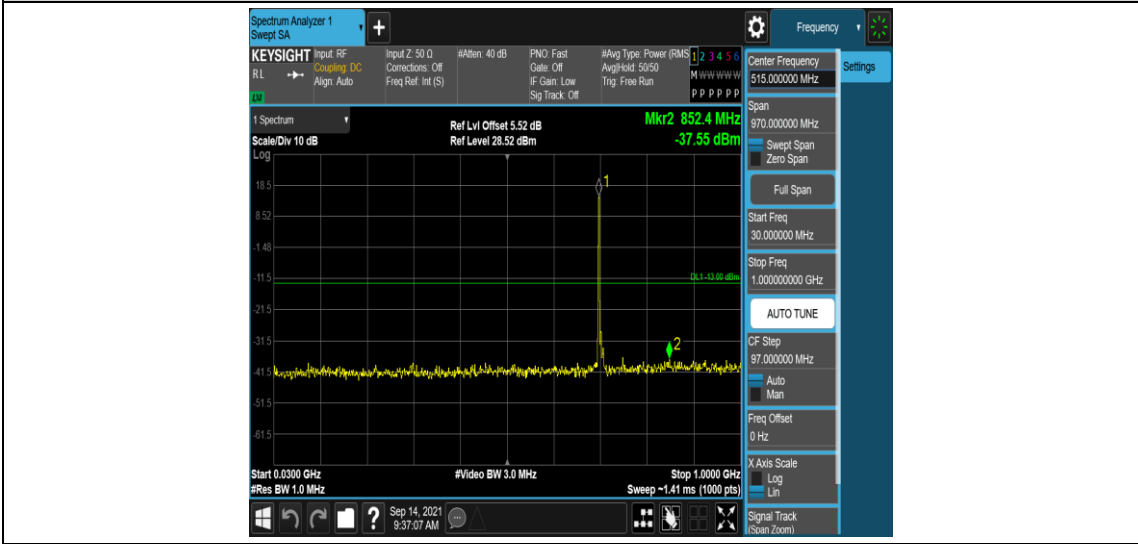 Spectrum Analyzer 1
Swept SA
Frequency
KEYSIGHT
RL
Input: RF
Coupling: DC
Align: Auto
Input Z: 50 Ω
Corrections: Off
Freq Ref: Int (S)
#Atten: 40 dB
PNO: Fast
Gate: Off
IF Gain: Low
Sig Track: Off
#Avg Type: Power (RMS
Avg|Hold: 50/50
Trig: Free Run
1 2 3 4 5 6
M W W W W W
P P P P P P
1 Spectrum
Scale/Div 10 dB
Log
Ref Lvl Offset 5.52 dB
Ref Level 28.52 dBm
Mkr2 852.4 MHz
-37.55 dBm
18.5
8.52
-1.48
-11.5
-21.5
-31.5
-41.5
-51.5
-61.5
1
2
DL1 -13.00 dBm
Start 0.0300 GHz
#Res BW 1.0 MHz
#Video BW 3.0 MHz
Stop 1.0000 GHz
Sweep ~1.41 ms (1000 pts)
Sep 14, 2021
9:37:07 AM
Center Frequency
515.000000 MHz
Span
970.000000 MHz
Swept Span
Zero Span
Full Span
Start Freq
30.000000 MHz
Stop Freq
1.000000000 GHz
AUTO TUNE
CF Step
97.000000 MHz
Auto
Man
Freq Offset
0 Hz
X Axis Scale
Log
Lin
Signal Track
(Span Zoom)
Settings